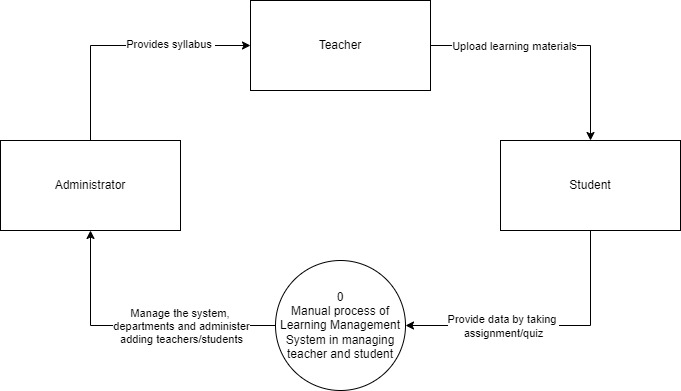 Teacher
Provides syllabus
Upload learning materials
Administrator
Student
0
Manual process of
Learning Management
System in managing
teacher and student
Manage the system,
departments and administer
adding teachers/students
Provide data by taking
assignment/quiz